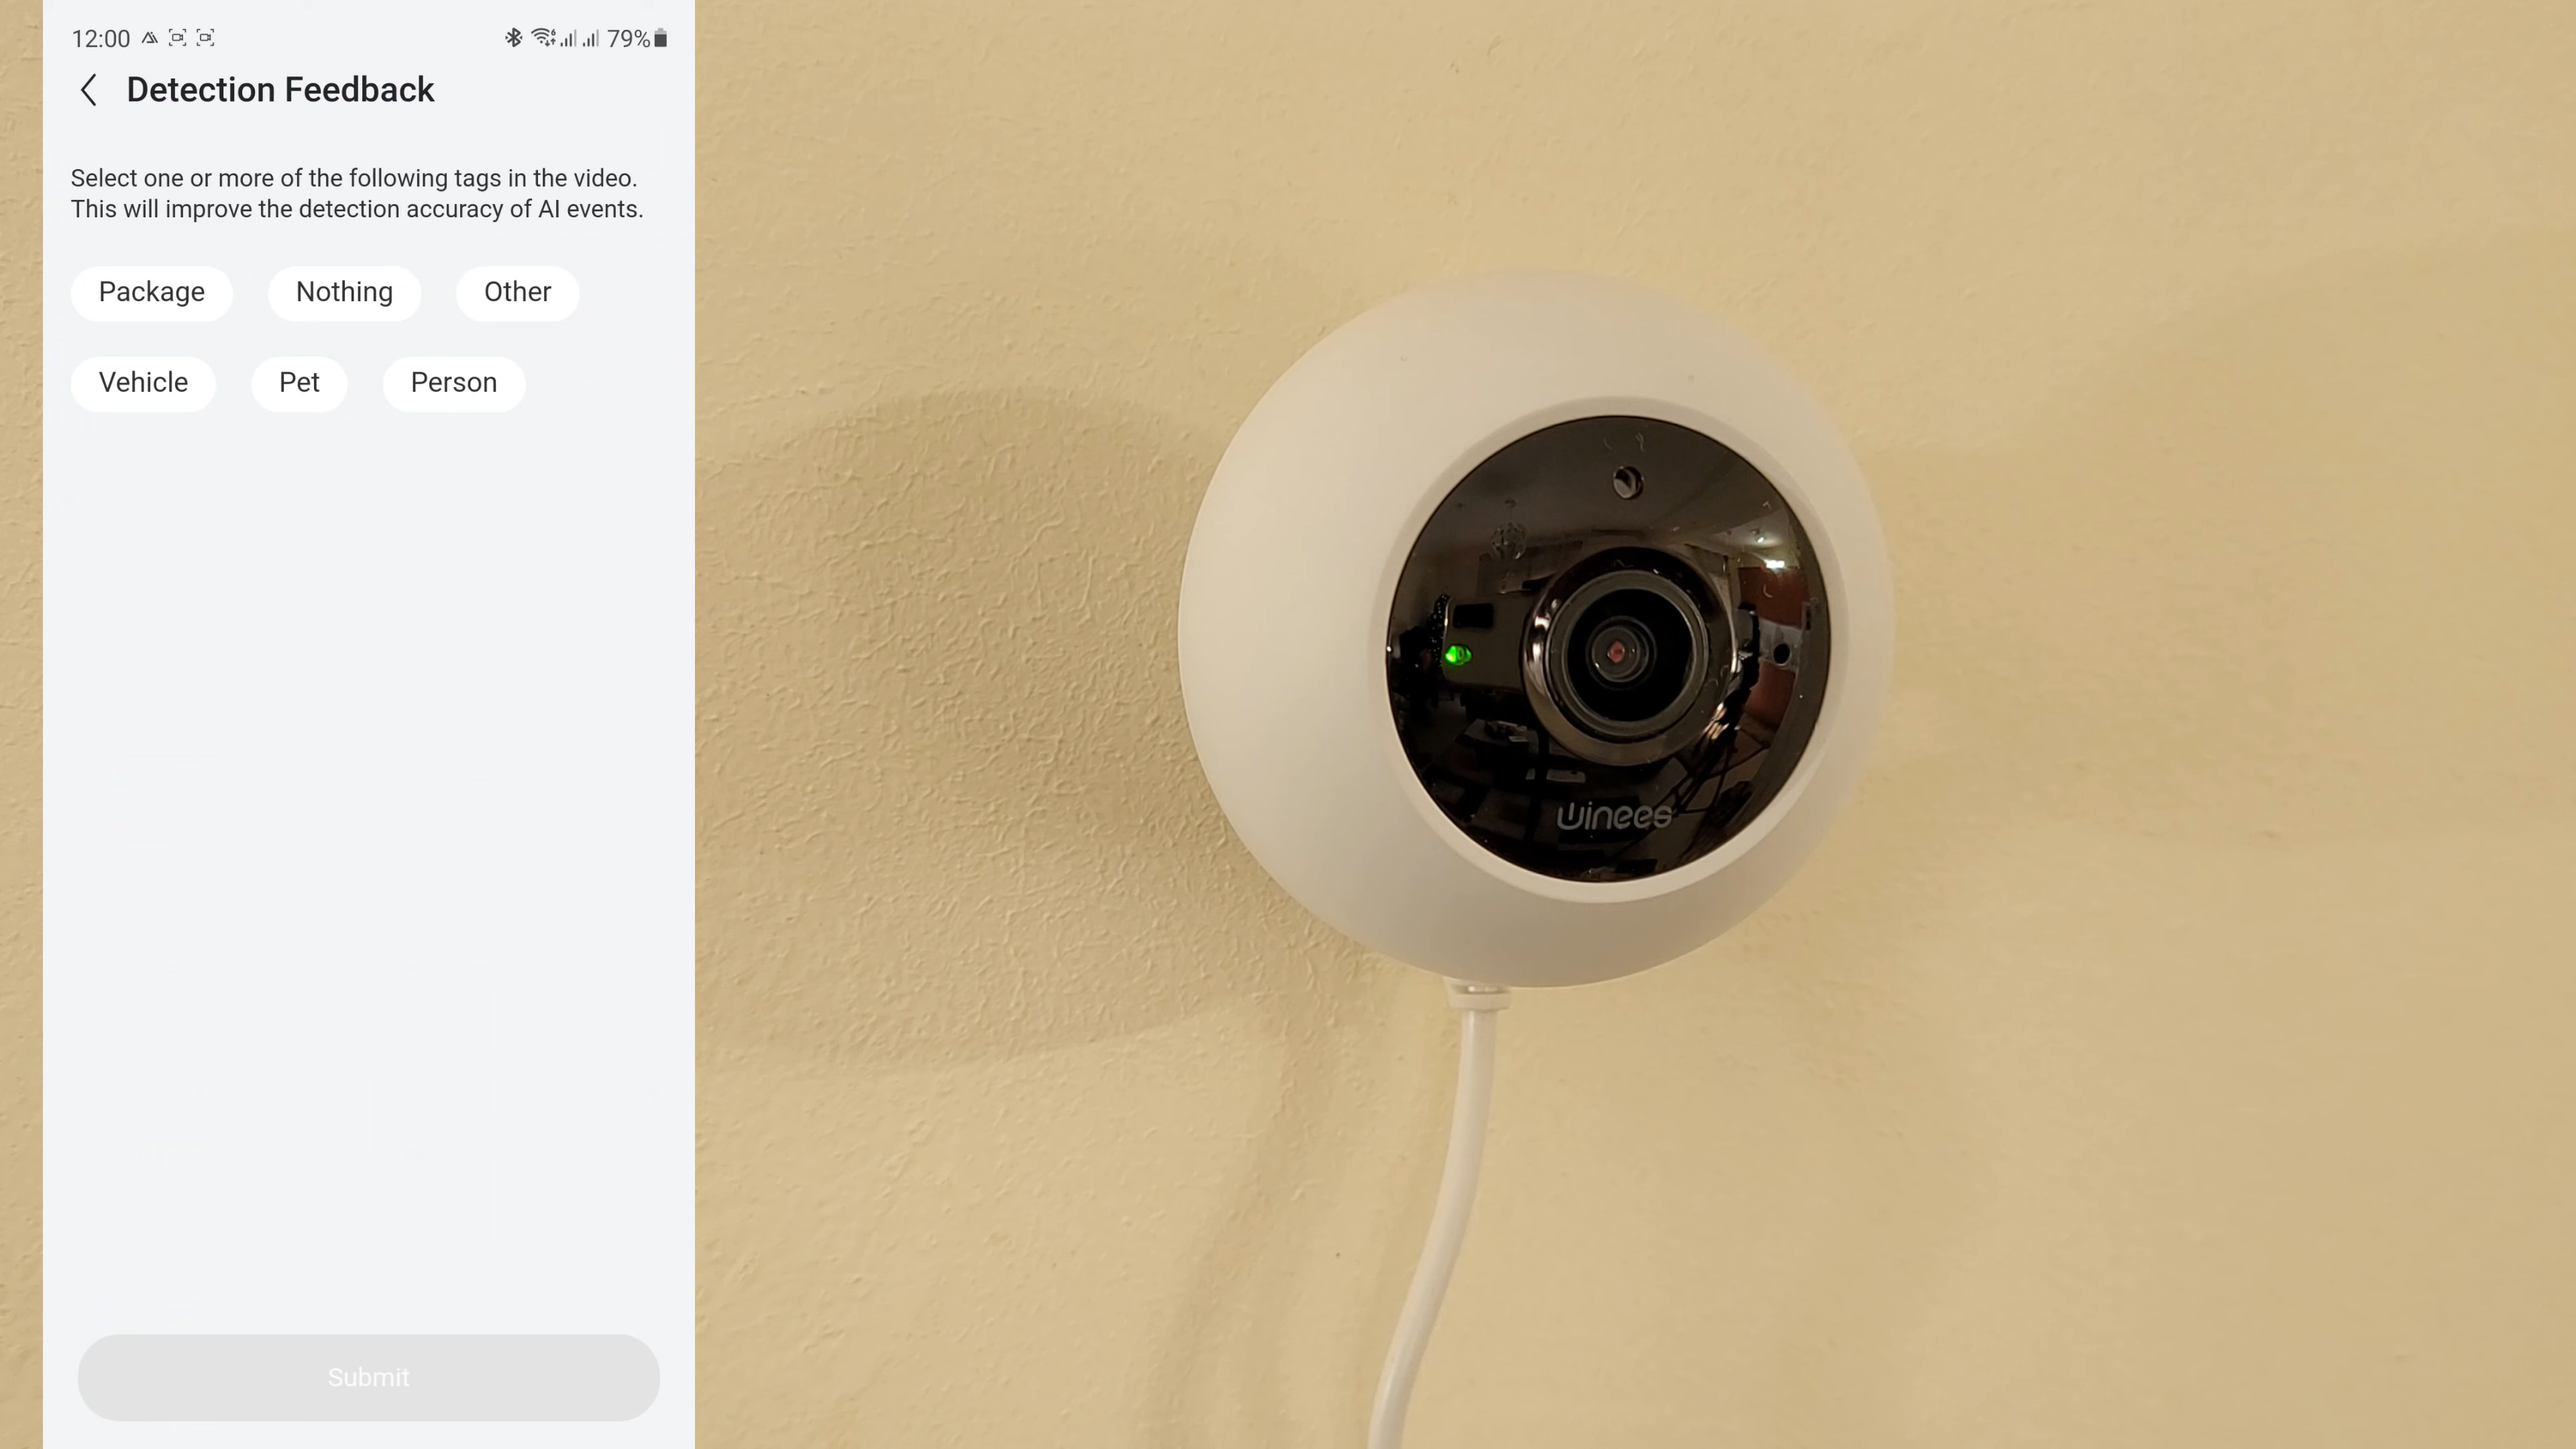 12:00
79%
Detection Feedback
Select one or more of the following tags in the video.
This will improve the detection accuracy of AI events.
Package Nothing Other
Vehicle Pet Person
Submit
winees